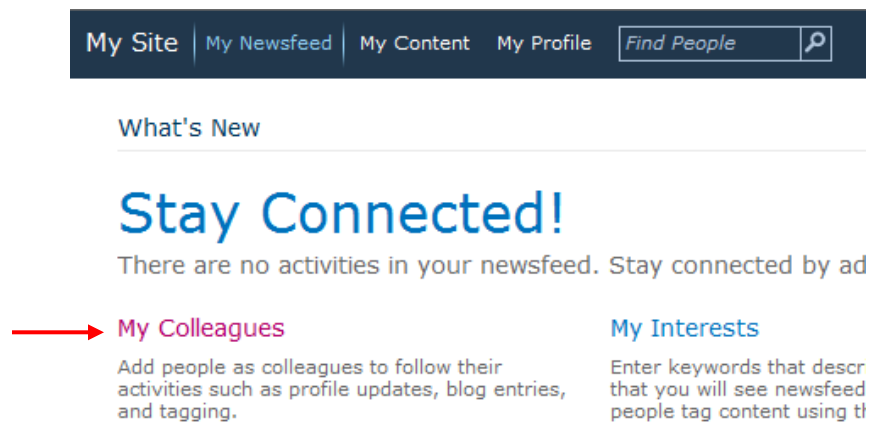 My Site My Newsfeed My Content My Profile Find People
What's New
Stay Connected!
There are no activities in your newsfeed. Stay connected by ad
My Colleagues
Add people as colleagues to follow their
activities such as profile updates, blog entries,
and tagging.
My Interests
Enter keywords that descr
that you will see newsfeed
people tag content using th